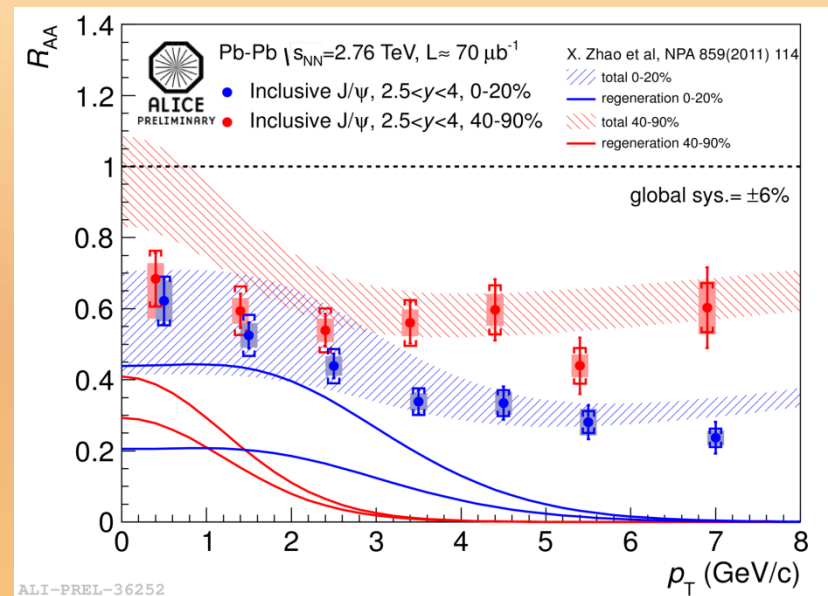 R_AA
1.4
1.2
1
0.8
0.6
0.4
0.2
0
Pb-Pb √s_NN=2.76 TeV, L≈ 70 μb⁻¹
Inclusive J/ψ, 2.5<y<4, 0-20%
Inclusive J/ψ, 2.5<y<4, 40-90%
ALICE
PRELIMINARY
X. Zhao et al, NPA 859(2011) 114
total 0-20%
regeneration 0-20%
total 40-90%
regeneration 40-90%
global sys.= ±6%
0 1 2 3 4 5 6 7 8
p_T (GeV/c)
ALI-PREL-36252